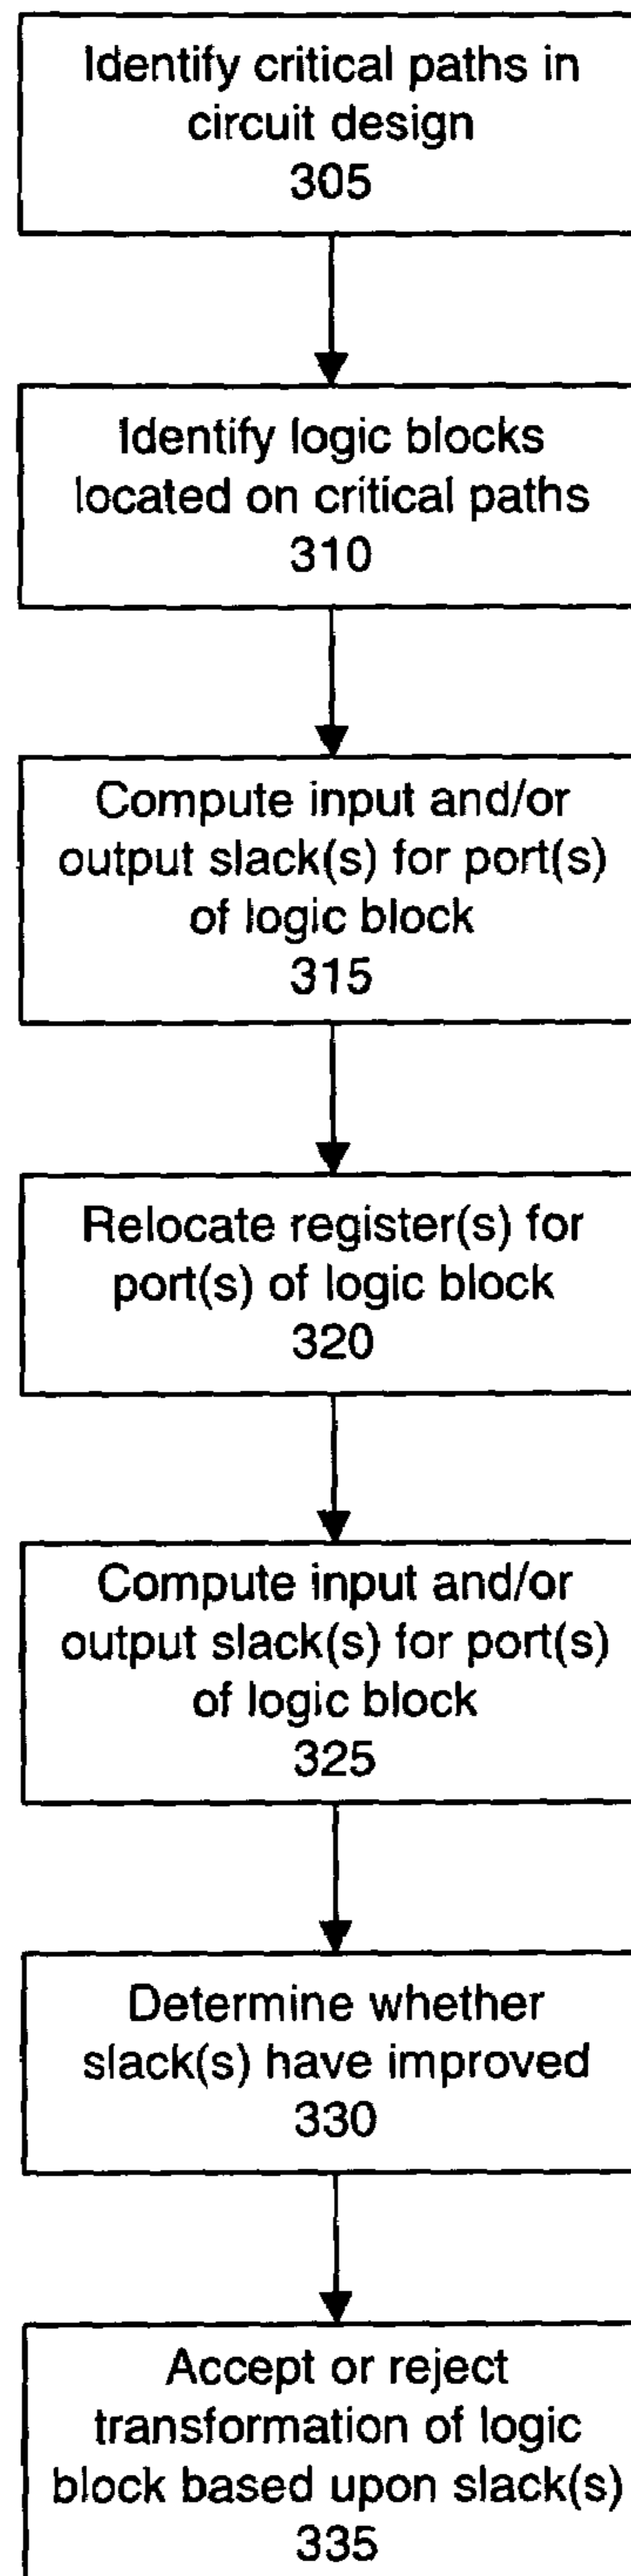 Identify critical paths in
circuit design
305
Identify logic blocks
located on critical paths
310
Compute input and/or
output slack(s) for port(s)
of logic block
315
Relocate register(s) for
port(s) of logic block
320
Compute input and/or
output slack(s) for port(s)
of logic block
325
Determine whether
slack(s) have improved
330
Accept or reject
transformation of logic
block based upon slack(s)
335